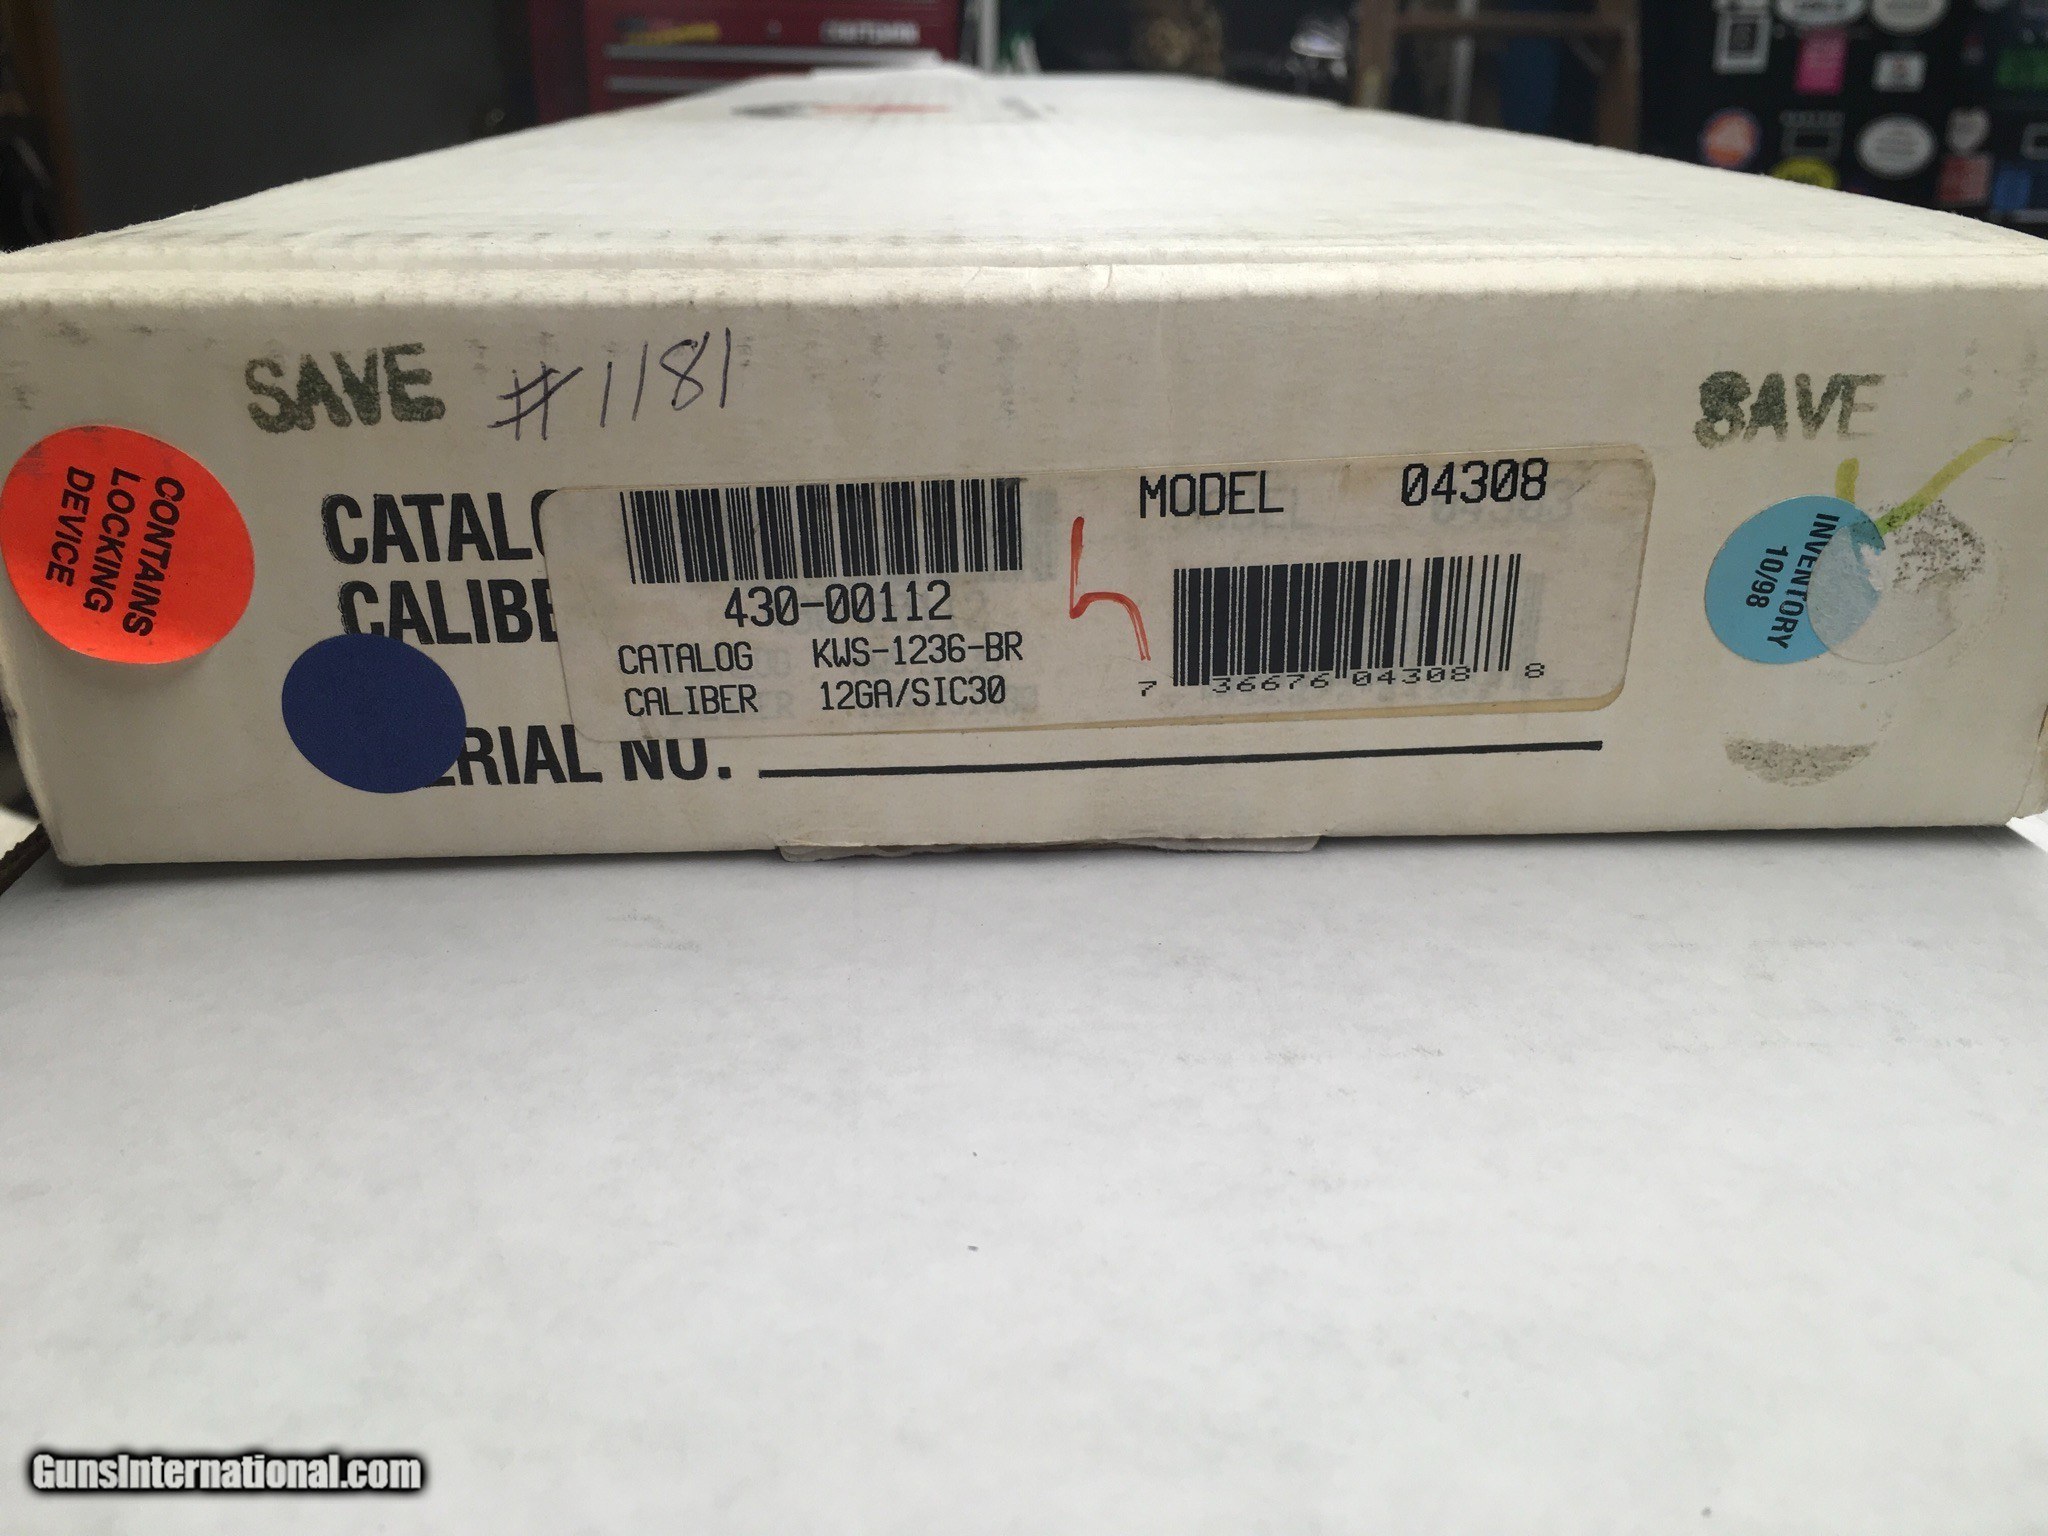 SAVE #1181
SAVE
CONTAINS
LOCKING
DEVICE
CATAL
CALIBE
ERIAL NO.
430-00112
CATALOG KWS-1236-BR
CALIBER 12GA/SIC30
MODEL 04308
7 36676 04308 8
INVENTORY
10/98
GunsInternational.com